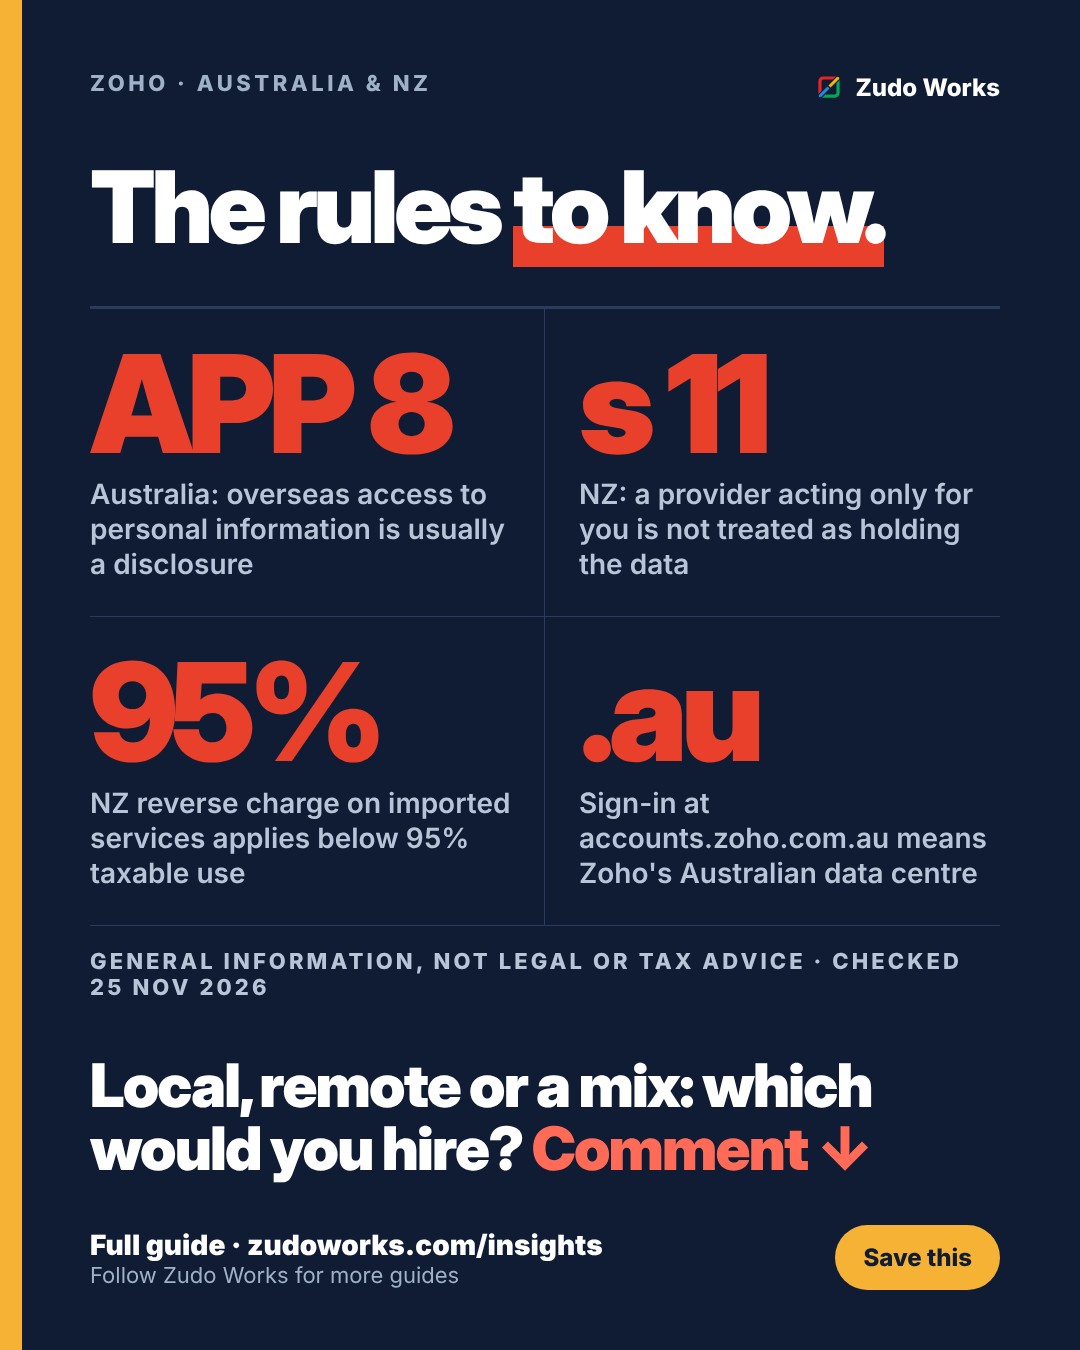 ZOHO · AUSTRALIA & NZ
Zudo Works
The rules to know.
APP 8
Australia: overseas access to
personal information is usually
a disclosure
s 11
NZ: a provider acting only for
you is not treated as holding
the data
95%
NZ reverse charge on imported
services applies below 95%
taxable use
.au
Sign-in at
accounts.zoho.com.au means
Zoho's Australian data centre
GENERAL INFORMATION, NOT LEGAL OR TAX ADVICE · CHECKED
25 NOV 2026
Local, remote or a mix: which
would you hire? Comment ↓
Full guide · zudoworks.com/insights
Follow Zudo Works for more guides
Save this